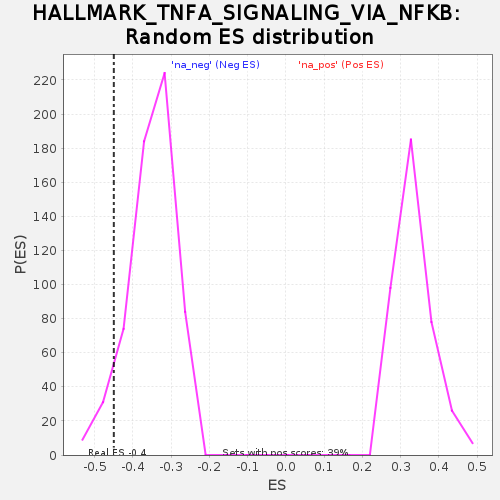 HALLMARK_TNFA_SIGNALING_VIA_NFKB:
Random ES distribution
'na_neg' (Neg ES) 'na_pos' (Pos ES)
220
200
180
160
140
120
100
80
60
40
20
0
P(ES)
Real ES -0.4 Sets with pos scores: 39%
-0.5 -0.4 -0.3 -0.2 -0.1 0.0 0.1 0.2 0.3 0.4 0.5
ES